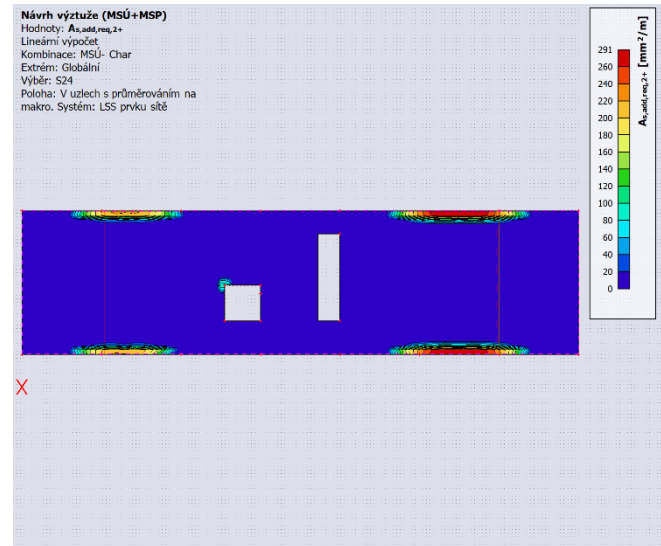 Návrh výztuže (MSÚ+MSP)
Hodnoty: As,add,req,2+
Lineární výpočet
Kombinace: MSÚ- Char
Extrém: Globální
Výběr: S24
Poloha: V uzlech s průměrováním na
makro. Systém: LSS prvku sítě
291
260
240
220
200
180
160
140
120
100
80
60
40
20
0
As,add,req,2+ [mm²/m]
X